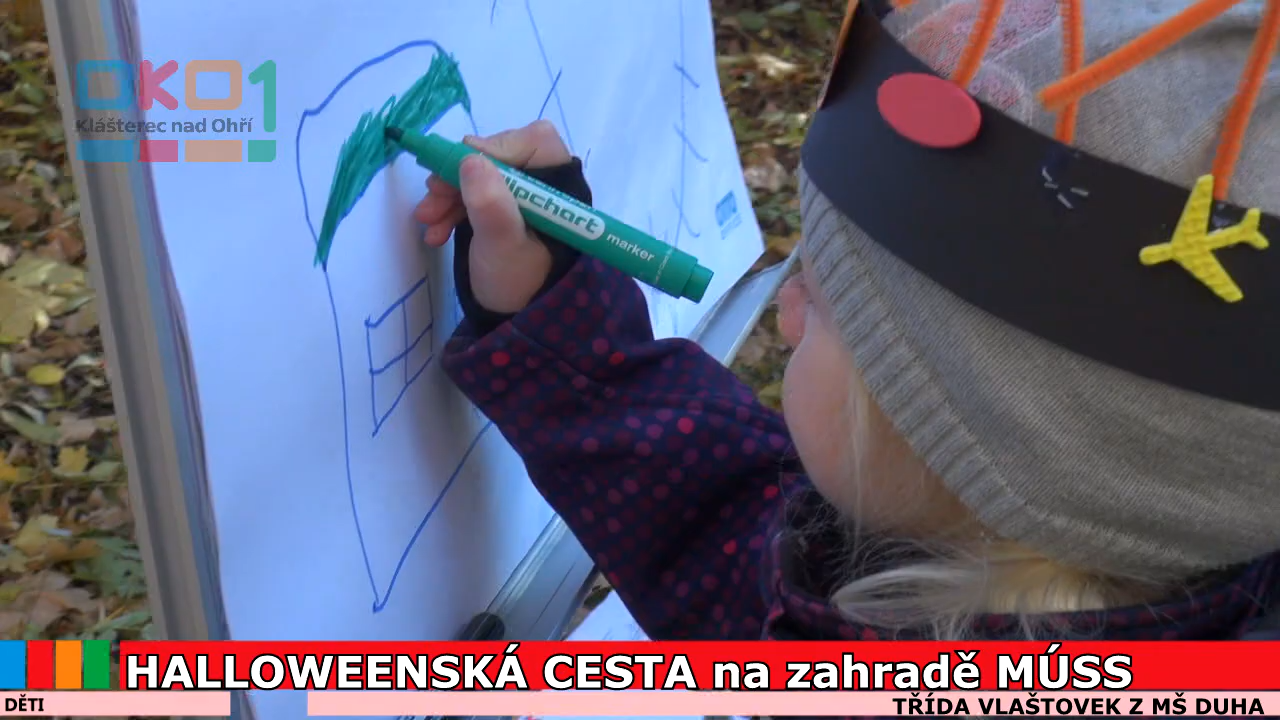 OKO1
Klášterec nad Ohří
flipchart
marker
HALLOWEENSKÁ CESTA na zahradě MÚSS
DĚTI
TŘÍDA VLAŠTOVEK Z MŠ DUHA